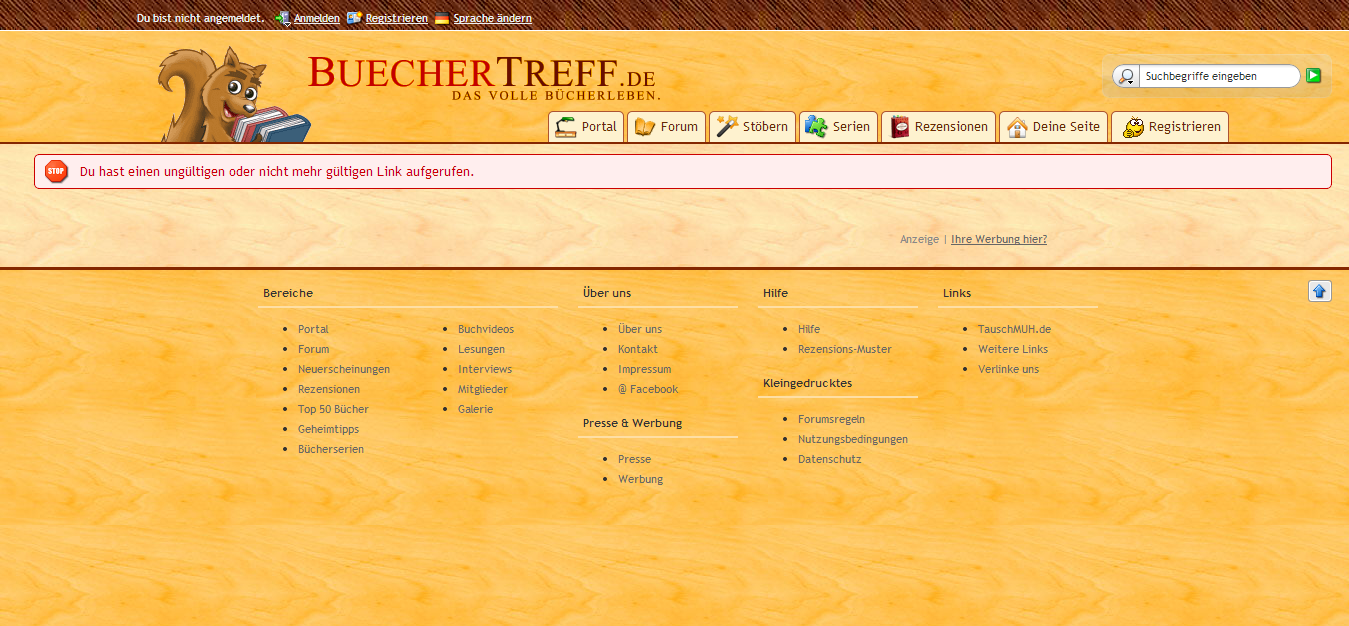 Du bist nicht angemeldet. Anmelden Registrieren Sprache ändern
BUECHERTREFF.DE
DAS VOLLE BÜCHERLEBEN.
Suchbegriffe eingeben
Portal Forum Stöbern Serien Rezensionen Deine Seite Registrieren
STOP Du hast einen ungültigen oder nicht mehr gültigen Link aufgerufen.
Anzeige | Ihre Werbung hier?
Bereiche
Portal
Forum
Neuerscheinungen
Rezensionen
Top 50 Bücher
Geheimtipps
Bücherserien
Buchvideos
Lesungen
Interviews
Mitglieder
Galerie
Über uns
Über uns
Kontakt
Impressum
@ Facebook
Presse & Werbung
Presse
Werbung
Hilfe
Hilfe
Rezensions-Muster
Kleingedrucktes
Forumsregeln
Nutzungsbedingungen
Datenschutz
Links
TauschMUH.de
Weitere Links
Verlinke uns